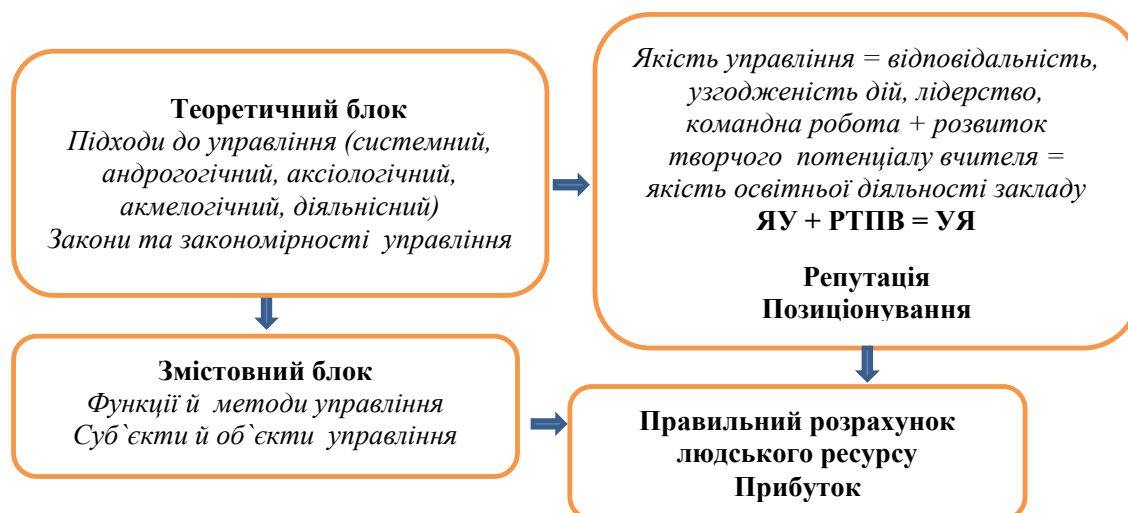 Теоретичний блок
Підходи до управління (системний,
андрогогічний, аксіологічний,
акмелогічний, діяльнісний)
Закони та закономірності управління
Якість управління = відповідальність,
узгодженість дій, лідерство,
командна робота + розвиток
творчого потенціалу вчителя =
якість освітньої діяльності закладу
ЯУ + РТПВ = УЯ
Репутація
Позиціонування
Змістовний блок
Функції й методи управління
Суб`єкти й об`єкти управління
Правильний розрахунок
людського ресурсу
Прибуток